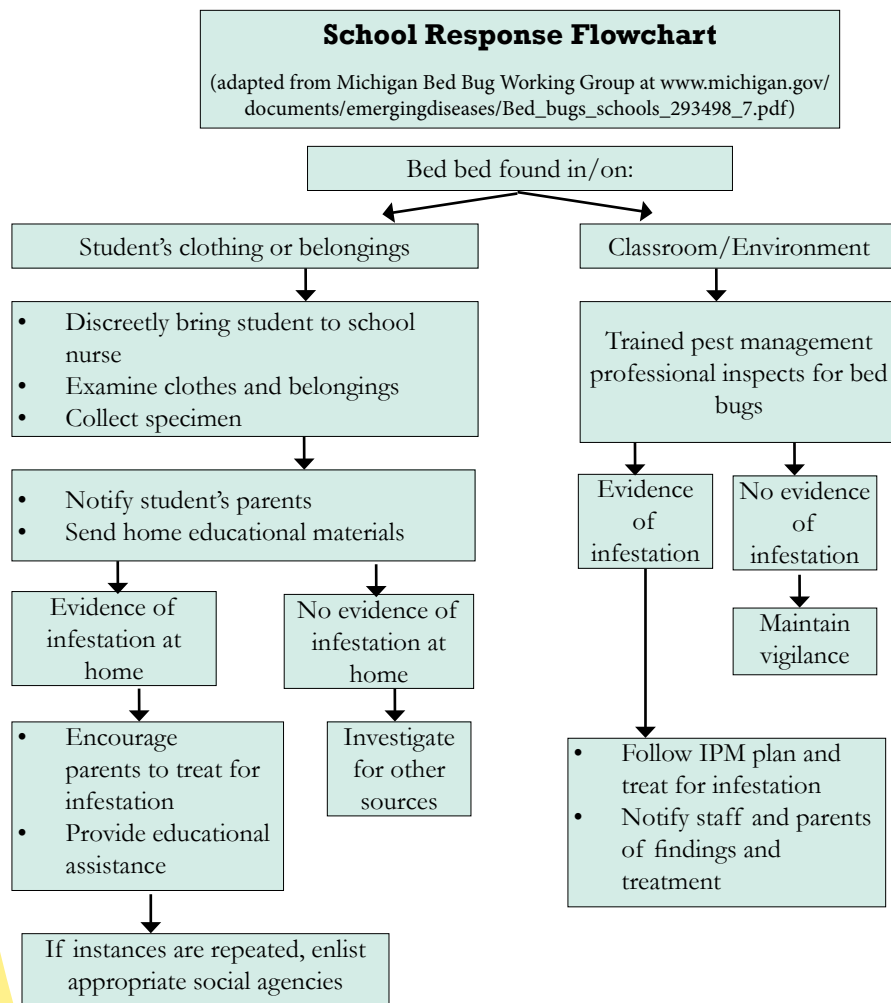 School Response Flowchart
(adapted from Michigan Bed Bug Working Group at www.michigan.gov/
documents/emergingdiseases/Bed_bugs_schools_293498_7.pdf)
Bed bed found in/on:
Student's clothing or belongings
• Discreetly bring student to school
nurse
• Examine clothes and belongings
• Collect specimen
• Notify student's parents
• Send home educational materials
Evidence of
infestation at
home
• Encourage
parents to treat for
infestation
• Provide educational
assistance
If instances are repeated, enlist
appropriate social agencies
No evidence of
infestation at
home
Investigate
for other
sources
Classroom/Environment
Trained pest management
professional inspects for bed
bugs
Evidence
of
infestation
• Follow IPM plan and
treat for infestation
• Notify staff and parents
of findings and
treatment
No evidence
of
infestation
Maintain
vigilance